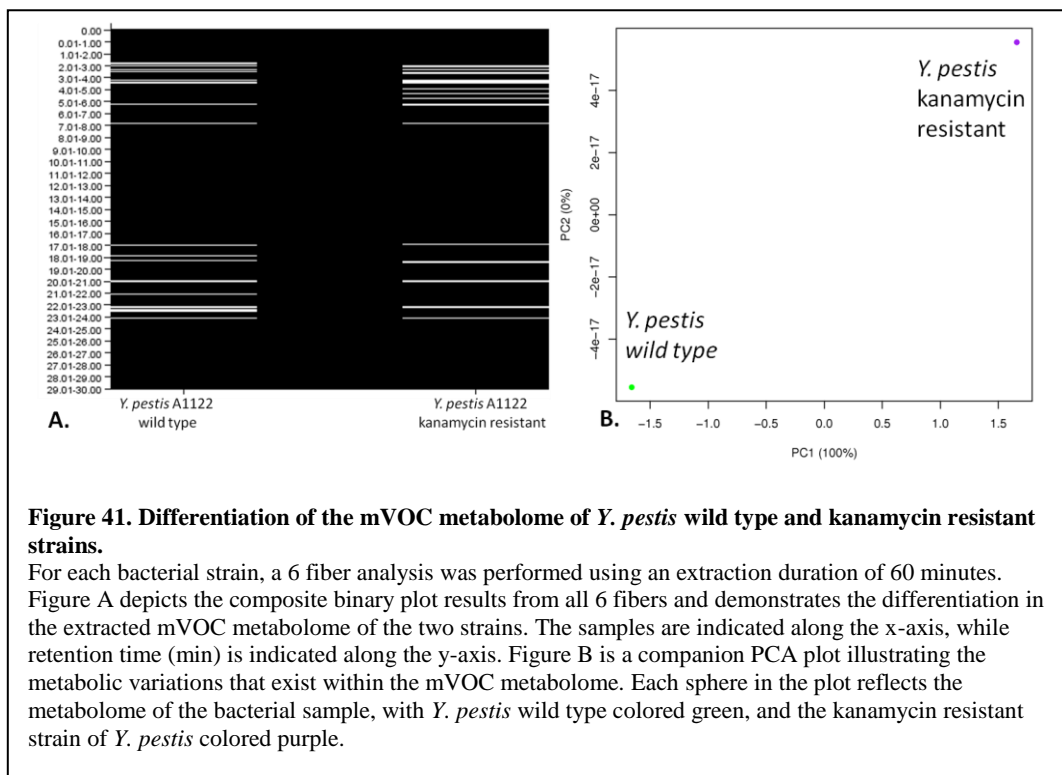 0.00
0.01-1.00
1.01-2.00
2.01-3.00
3.01-4.00
4.01-5.00
5.01-6.00
6.01-7.00
7.01-8.00
8.01-9.00
9.01-10.00
10.01-11.00
11.01-12.00
12.01-13.00
13.01-14.00
14.01-15.00
15.01-16.00
16.01-17.00
17.01-18.00
18.01-19.00
19.01-20.00
20.01-21.00
21.01-22.00
22.01-23.00
23.01-24.00
24.01-25.00
25.01-26.00
26.01-27.00
27.01-28.00
28.01-29.00
29.01-30.00
A.
Y. pestis A1122
wild type
Y. pestis A1122
kanamycin resistant
PC2 (0%)
4e-17
2e-17
0e+00
−2e-17
−4e-17
Y. pestis
kanamycin
resistant
Y. pestis
wild type
B.
−1.5 −1.0 −0.5 0.0 0.5 1.0 1.5
PC1 (100%)
Figure 41. Differentiation of the mVOC metabolome of Y. pestis wild type and kanamycin resistant
strains.
For each bacterial strain, a 6 fiber analysis was performed using an extraction duration of 60 minutes.
Figure A depicts the composite binary plot results from all 6 fibers and demonstrates the differentiation in
the extracted mVOC metabolome of the two strains. The samples are indicated along the x-axis, while
retention time (min) is indicated along the y-axis. Figure B is a companion PCA plot illustrating the
metabolic variations that exist within the mVOC metabolome. Each sphere in the plot reflects the
metabolome of the bacterial sample, with Y. pestis wild type colored green, and the kanamycin resistant
strain of Y. pestis colored purple.